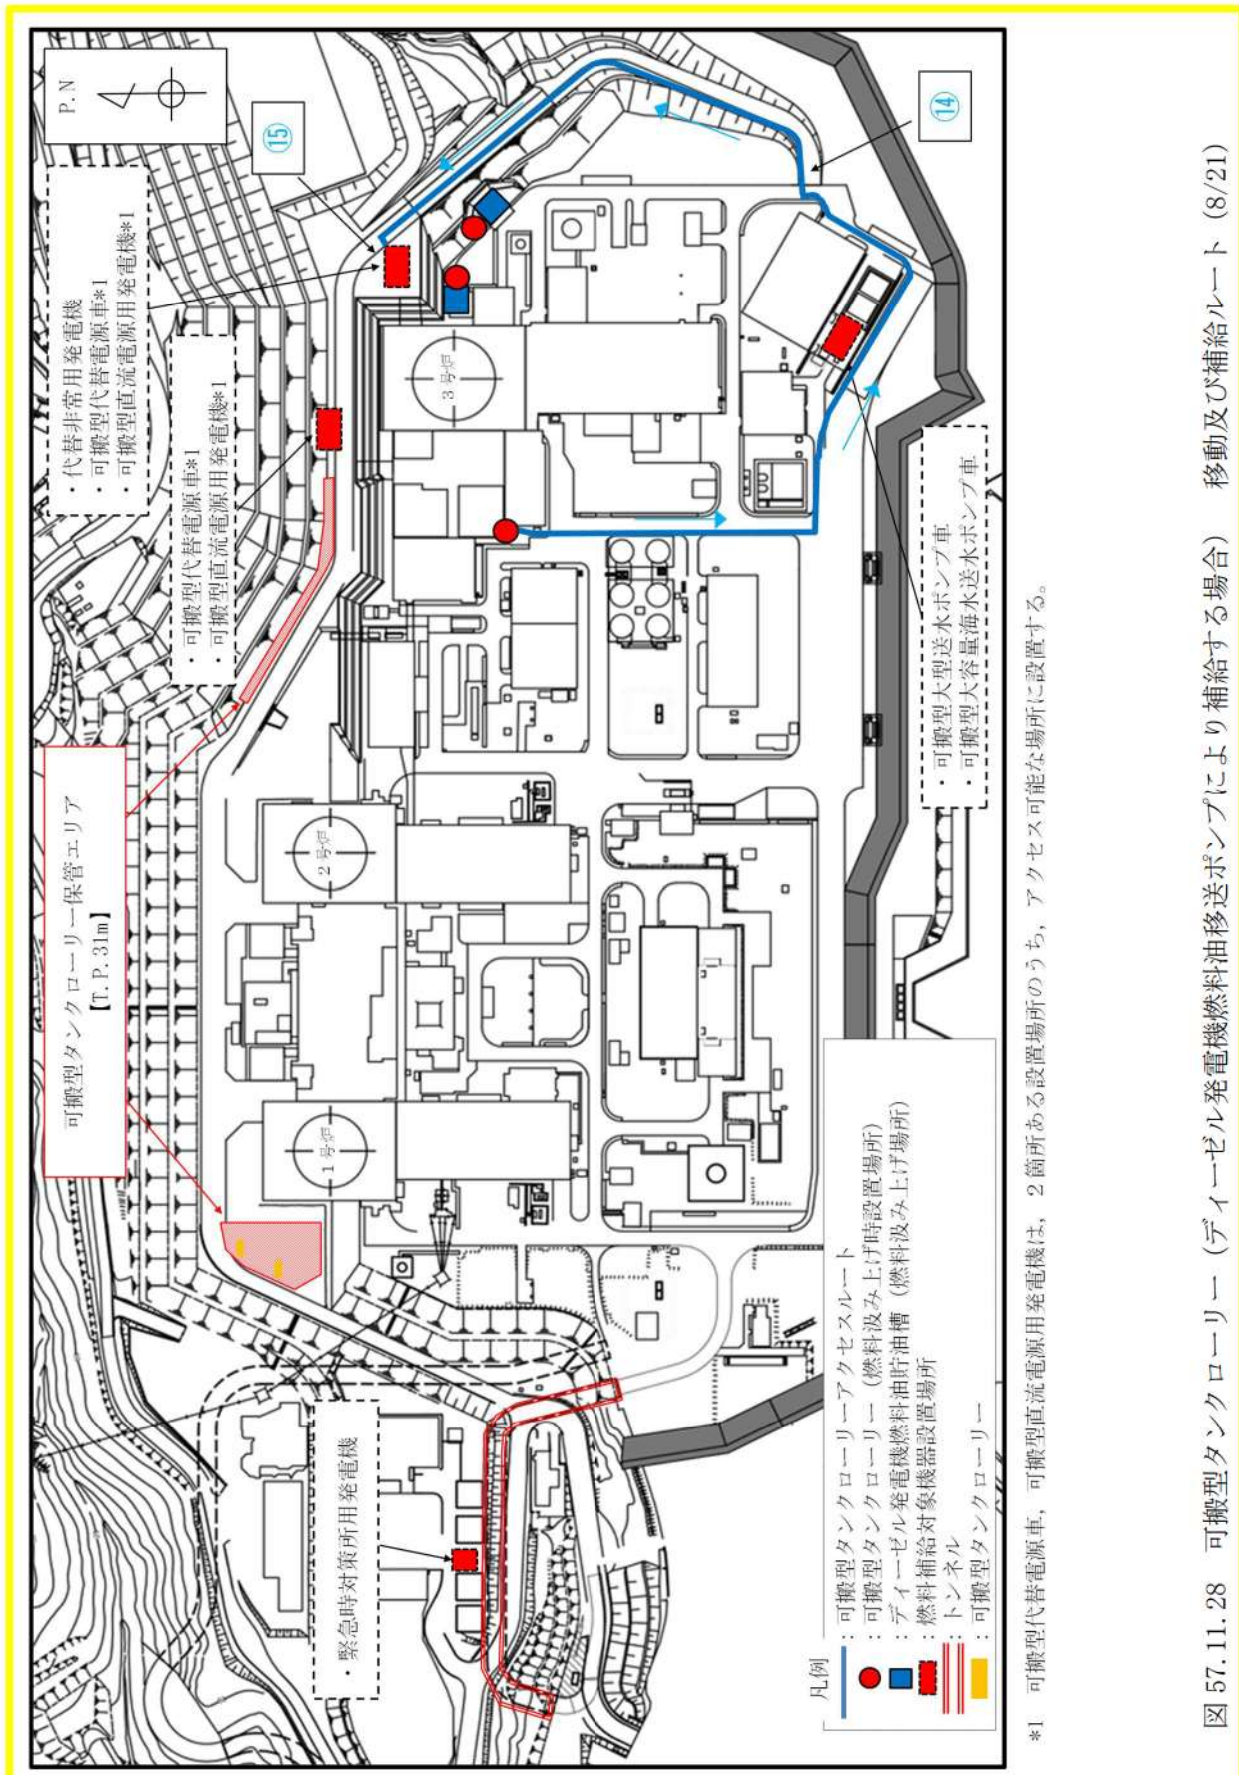 P.N
可搬型タンクローリー保管エリア
【T.P.31m】
・代替非常用発電機
・可搬型代替電源車*1
・可搬型直流電源用発電機*1
・可搬型代替電源車*1
・可搬型直流電源用発電機*1
⑮
・緊急時対策所用発電機
1号炉
2号炉
3号炉
⑭
・可搬型大型送水ポンプ車
・可搬型大容量海水送水ポンプ車
凡例
：可搬型タンクローリーアクセスルート
：可搬型タンクローリー（燃料汲み上げ時設置場所）
：ディーゼル発電機燃料油貯油槽（燃料汲み上げ場所）
：燃料補給対象機器設置場所
：トンネル
：可搬型タンクローリー
*1　可搬型代替電源車，可搬型直流電源用発電機は，2箇所ある設置場所のうち，アクセス可能な場所に設置する。
図 57.11.28　可搬型タンクローリー（ディーゼル発電機燃料油移送ポンプにより補給する場合）　移動及び補給ルート（8/21）